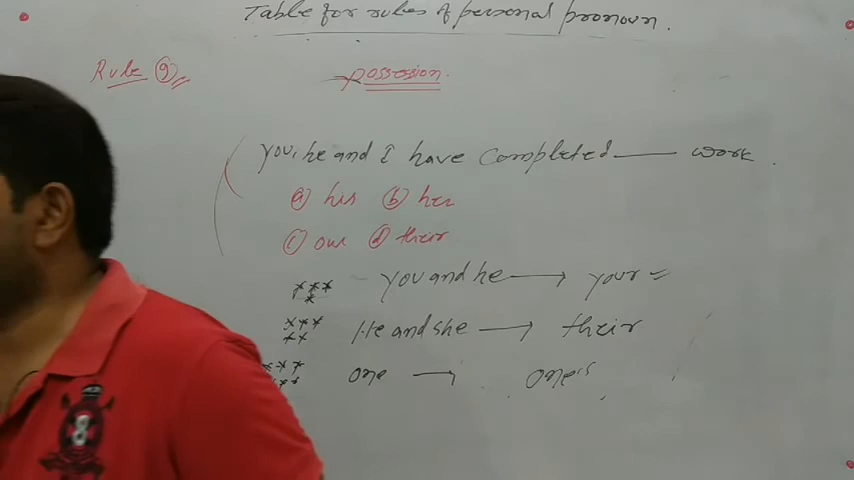 Table for rules of personal pronoun.
Rule 9 possession.
you, he and I have completed —— work.
a his b her
c our d their
*** * you and he → your =
*** ** He and she → their
*** *** one → one's
8